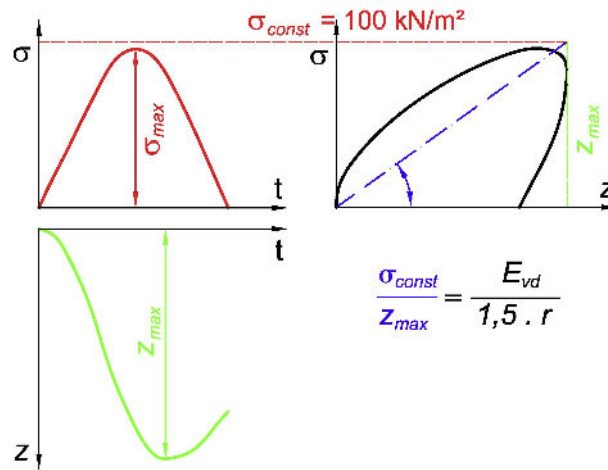 σconst = 100 kN/m²
σ
σmax
t
σ
zmax
z
t
zmax
z
σconst / zmax = Evd / 1,5 . r